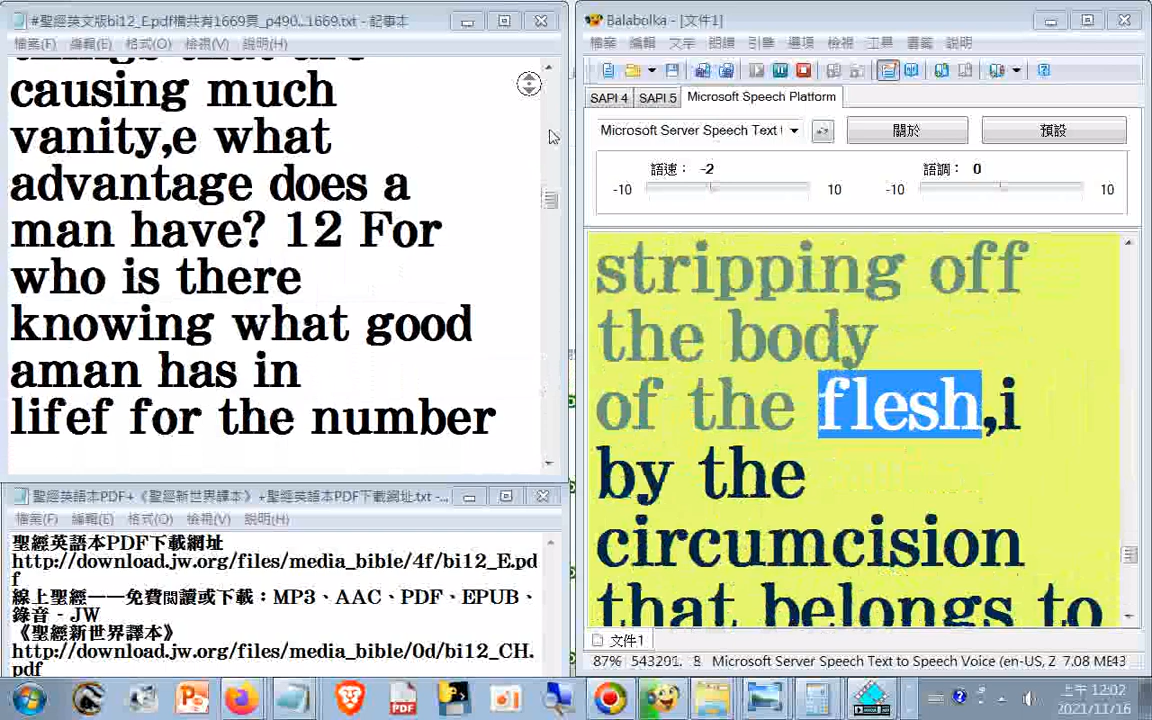 #聖經英文版bi12_E.pdf檔共有1669頁_p490...1669.txt - 記事本
檔案(F) 編輯(E) 格式(O) 檢視(V) 說明(H)
causing much
vanity,e what
advantage does a
man have? 12 For
who is there
knowing what good
aman has in
lifef for the number
聖經英語本PDF+《聖經新世界譯本》+聖經英語本PDF下載網址.txt - ...
檔案(F) 編輯(E) 格式(O) 檢視(V) 說明(H)
聖經英語本PDF下載網址
http://download.jw.org/files/media_bible/4f/bi12_E.pd
f
線上聖經——免費閱讀或下載：MP3、AAC、PDF、EPUB、
錄音 - JW
《聖經新世界譯本》
http://download.jw.org/files/media_bible/0d/bi12_CH.
pdf
Balabolka - [文件1]
檔案 編輯 文字 朗讀 引擎 選項 檢視 工具 書籤 說明
SAPI 4 SAPI 5 Microsoft Speech Platform
Microsoft Server Speech Text 關於 預設
語速： -2 語調： 0
-10 10 -10 10
stripping off
the body
of the flesh,i
by the
circumcision
that belongs to
文件1
87% 543201. 8 Microsoft Server Speech Text to Speech Voice (en-US, Z 7.08 ME43
上午 12:02
2021/11/16